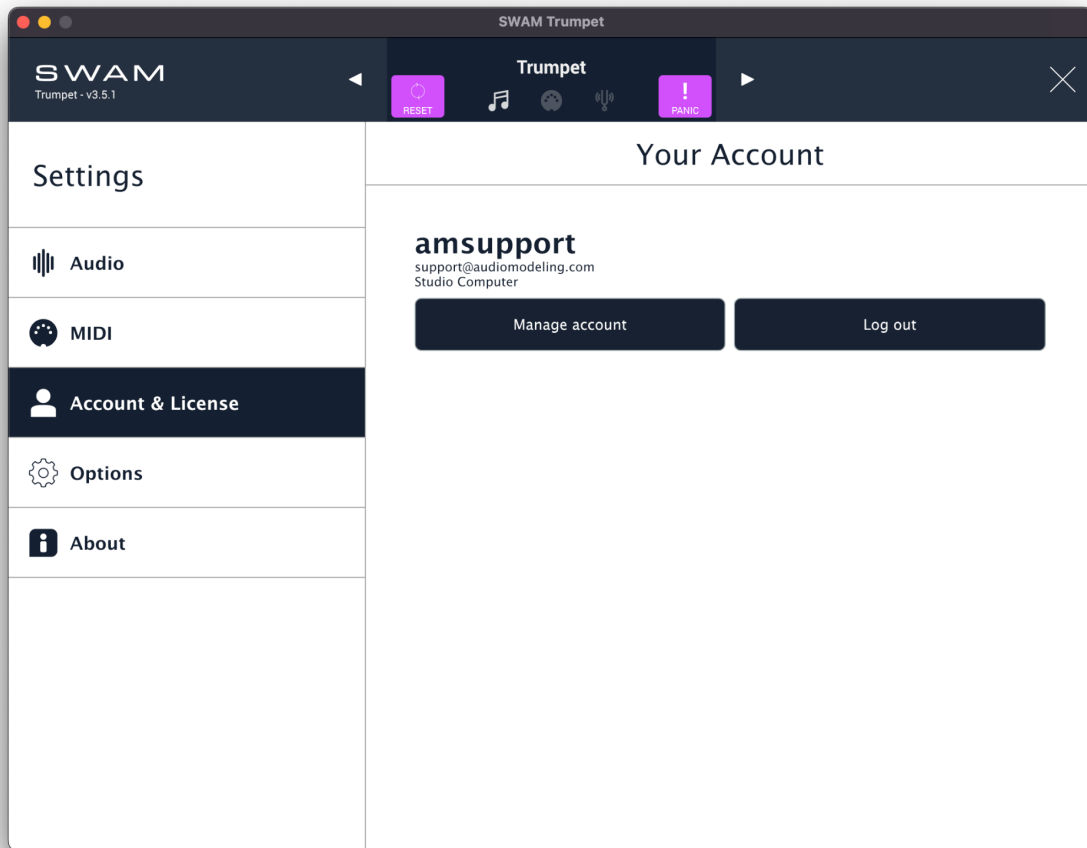 SWAM Trumpet
SWAM
Trumpet - v3.5.1
Trumpet
RESET
!
PANIC
Settings
Audio
MIDI
Account & License
Options
About
Your Account
amsupport
support@audiomodeling.com
Studio Computer
Manage account
Log out